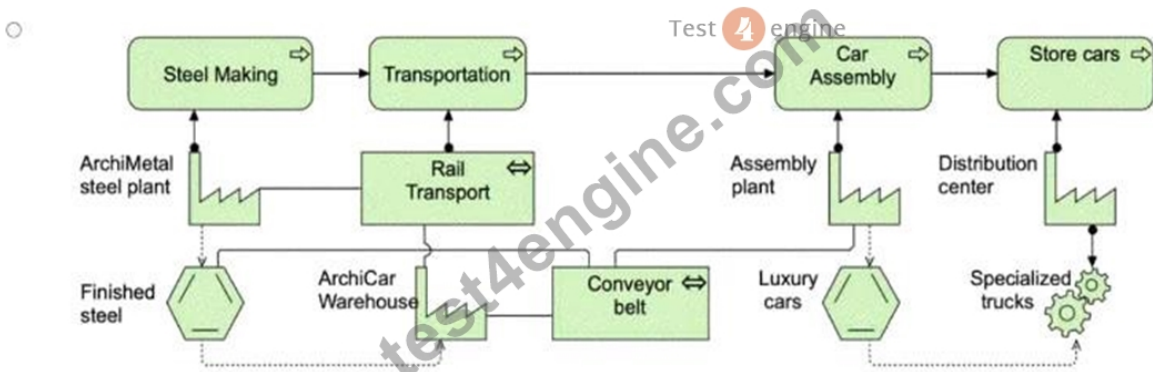 Test 4 engine
Steel Making
Transportation
Car
Assembly
Store cars
ArchiMetal
steel plant
Rail
Transport
Assembly
plant
Distribution
center
Finished
steel
ArchiCar
Warehouse
Conveyor
belt
Luxury
cars
Specialized
trucks
test4engine.com